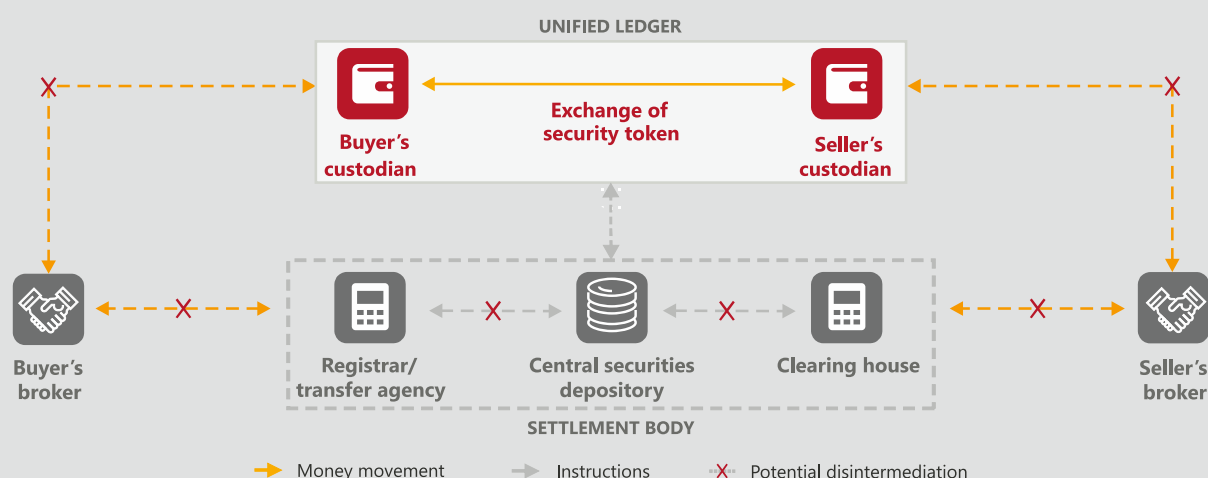 UNIFIED LEDGER
Buyer's
custodian
Exchange of
security token
Seller's
custodian
Buyer's
broker
Registrar/
transfer agency
Central securities
depository
Clearing house
Seller's
broker
SETTLEMENT BODY
Money movement
Instructions
Potential disintermediation